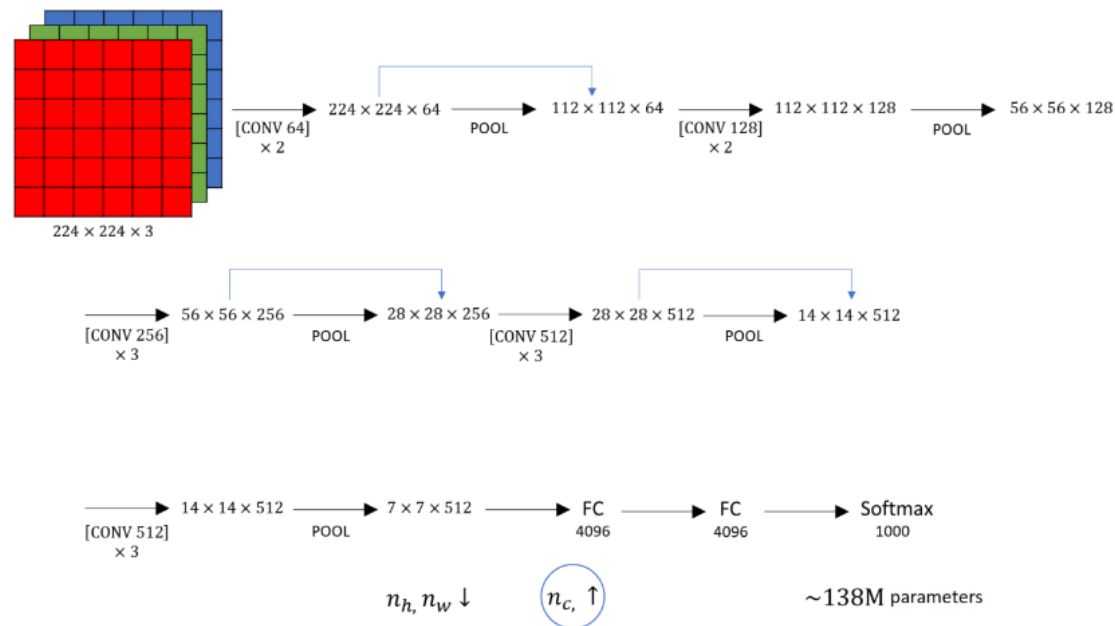 224 × 224 × 3
[CONV 64]
× 2
224 × 224 × 64
POOL
112 × 112 × 64
[CONV 128]
× 2
112 × 112 × 128
POOL
56 × 56 × 128
[CONV 256]
× 3
56 × 56 × 256
POOL
28 × 28 × 256
[CONV 512]
× 3
28 × 28 × 512
POOL
14 × 14 × 512
[CONV 512]
× 3
14 × 14 × 512
POOL
7 × 7 × 512
FC
4096
FC
4096
Softmax
1000
n_h, n_w ↓
n_c, ↑
~138M parameters